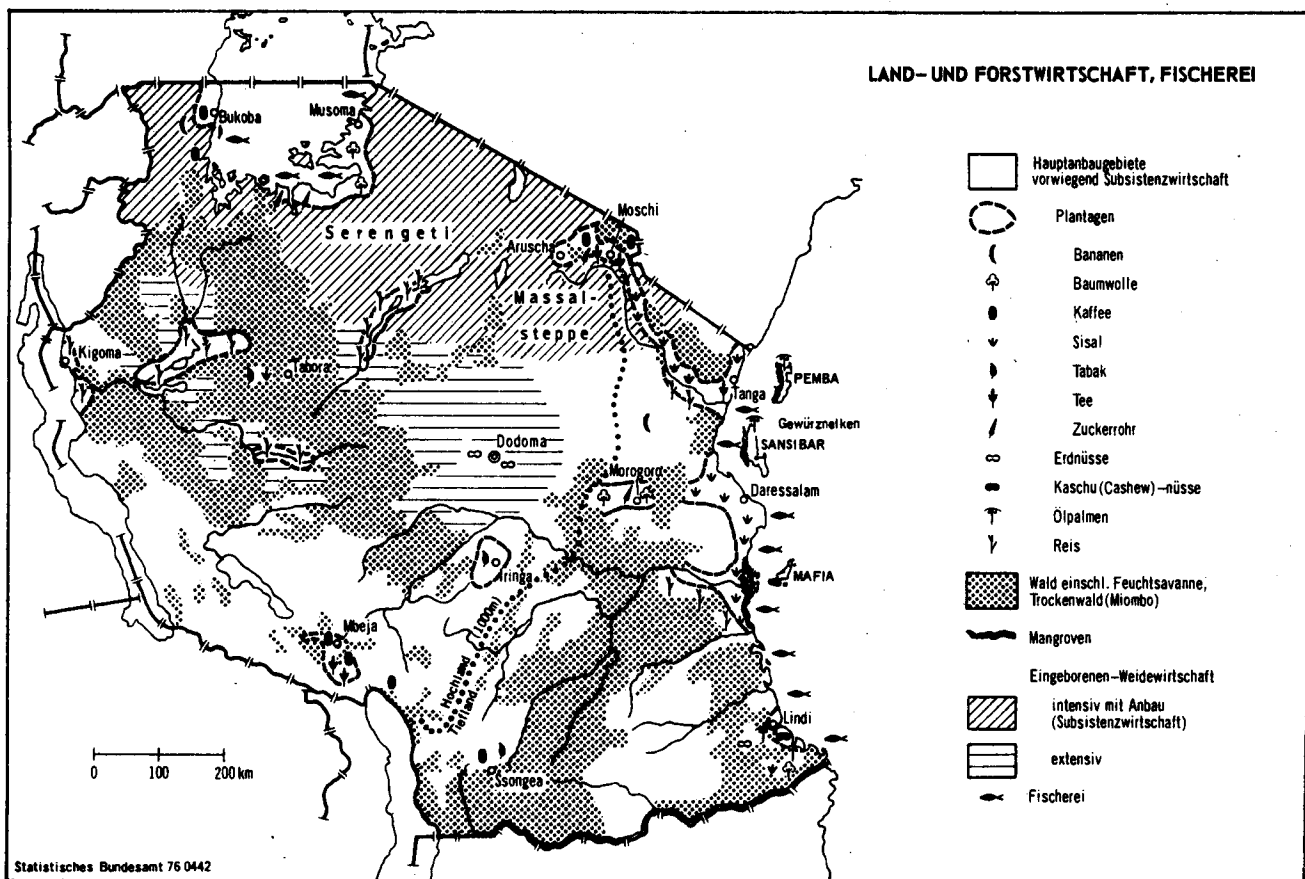 LAND- UND FORSTWIRTSCHAFT, FISCHEREI
Hauptanbaugebiete
vorwiegend Subsistenzwirtschaft
Plantagen
Bananen
Baumwolle
Kaffee
Sisal
Tabak
Tee
Zuckerrohr
Erdnüsse
Kaschu (Cashew)-nüsse
Ölpalmen
Reis
Wald einschl. Feuchtsavanne,
Trockenwald (Miombo)
Mangroven
Eingeborenen-Weidewirtschaft
intensiv mit Anbau
(Subsistenzwirtschaft)
extensiv
Fischerei
Bukoba
Musoma
Serengeti
Moschi
Aruscha
Massai-
steppe
Kigoma
Tabora
Tanga
PEMBA
Gewürznelken
SANSIBAR
Dodoma
Morogoro
Daressalam
Iringa
MAFIA
Mbeja
Hochland (1000m)
Tiefland
Lindi
Ssongea
0 100 200 km
Statistisches Bundesamt 76 0442